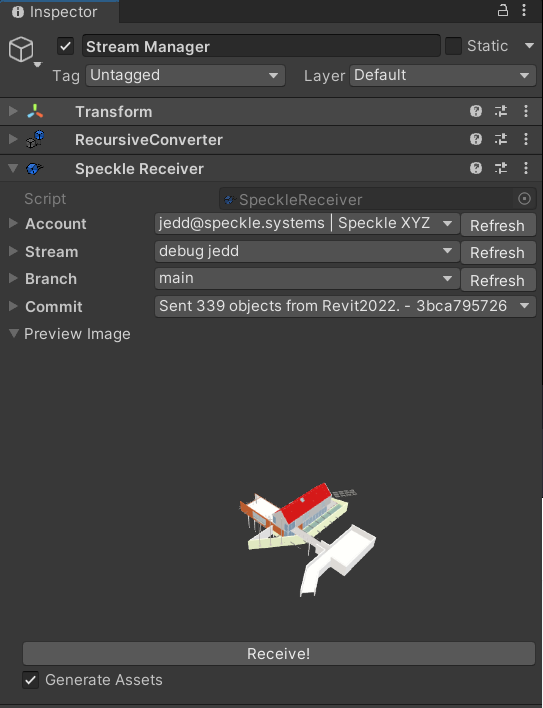 Inspector
Stream Manager
Static
Tag Untagged Layer Default
Transform
RecursiveConverter
Speckle Receiver
Script SpeckleReceiver
Account jedd@speckle.systems | Speckle XYZ Refresh
Stream debug jedd Refresh
Branch main Refresh
Commit Sent 339 objects from Revit2022. - 3bca795726
Preview Image
Receive!
Generate Assets